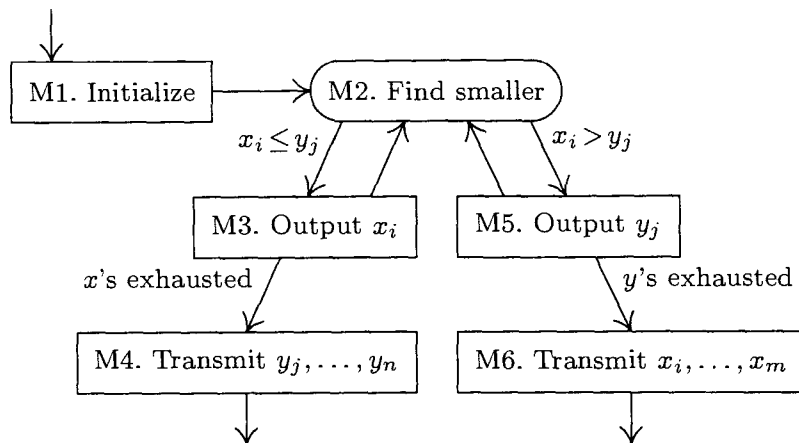 M1. Initialize
M2. Find smaller
x_i ≤ y_j
x_i > y_j
M3. Output x_i
M5. Output y_j
x's exhausted
y's exhausted
M4. Transmit y_j, . . . , y_n
M6. Transmit x_i, . . . , x_m